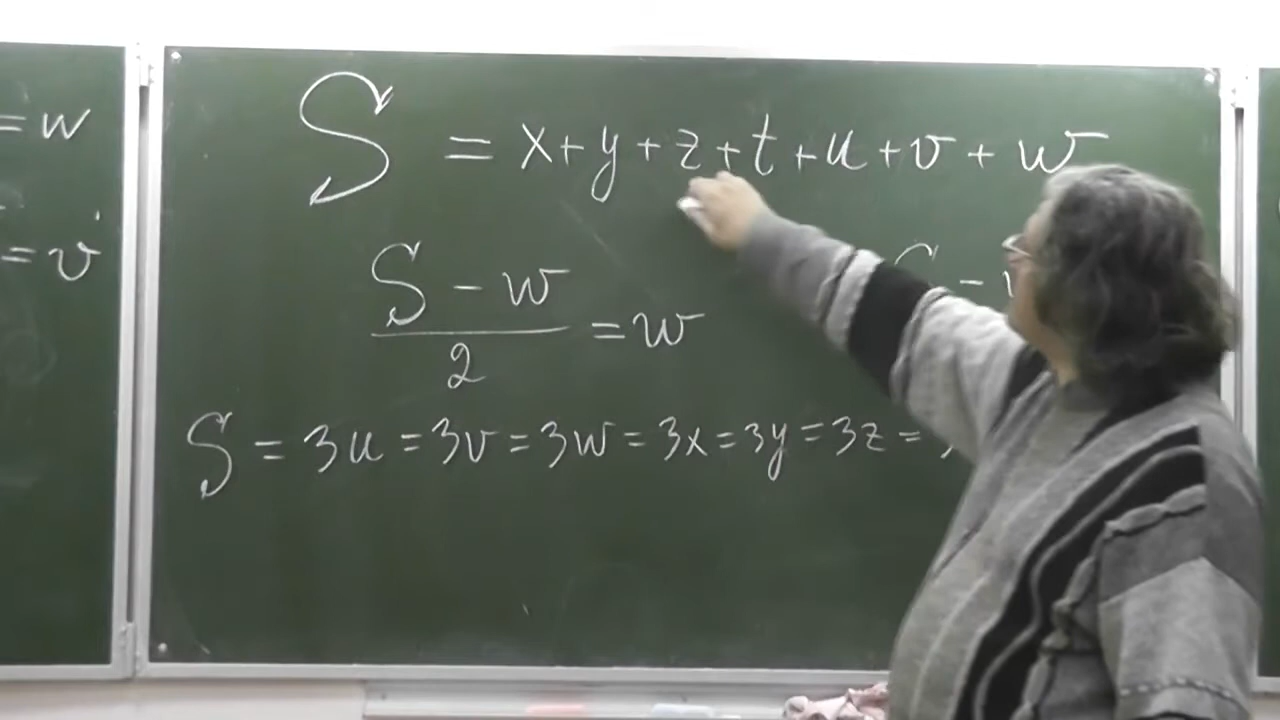 = w
= v
S = x + y + z + t + u + v + w
S - w / 2 = w
S -
S = 3u = 3v = 3w = 3x = 3y = 3z =